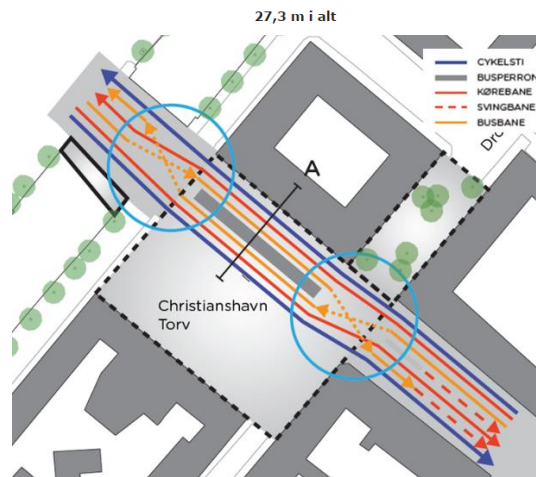 27,3 m i alt
CYKELSTI
BUSPERRON
KØREBANE
SVINGBANE
BUSBANE
A
Christianshavn
Torv